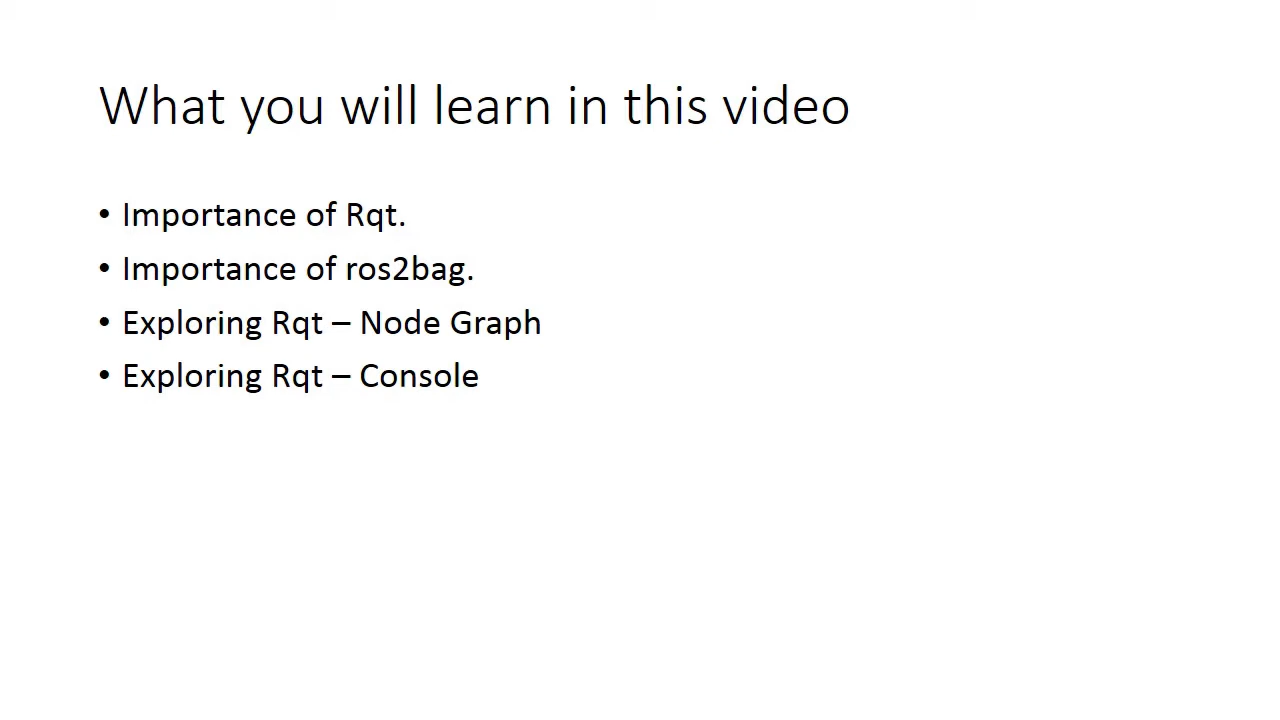 What you will learn in this video
• Importance of Rqt.
• Importance of ros2bag.
• Exploring Rqt – Node Graph
• Exploring Rqt – Console